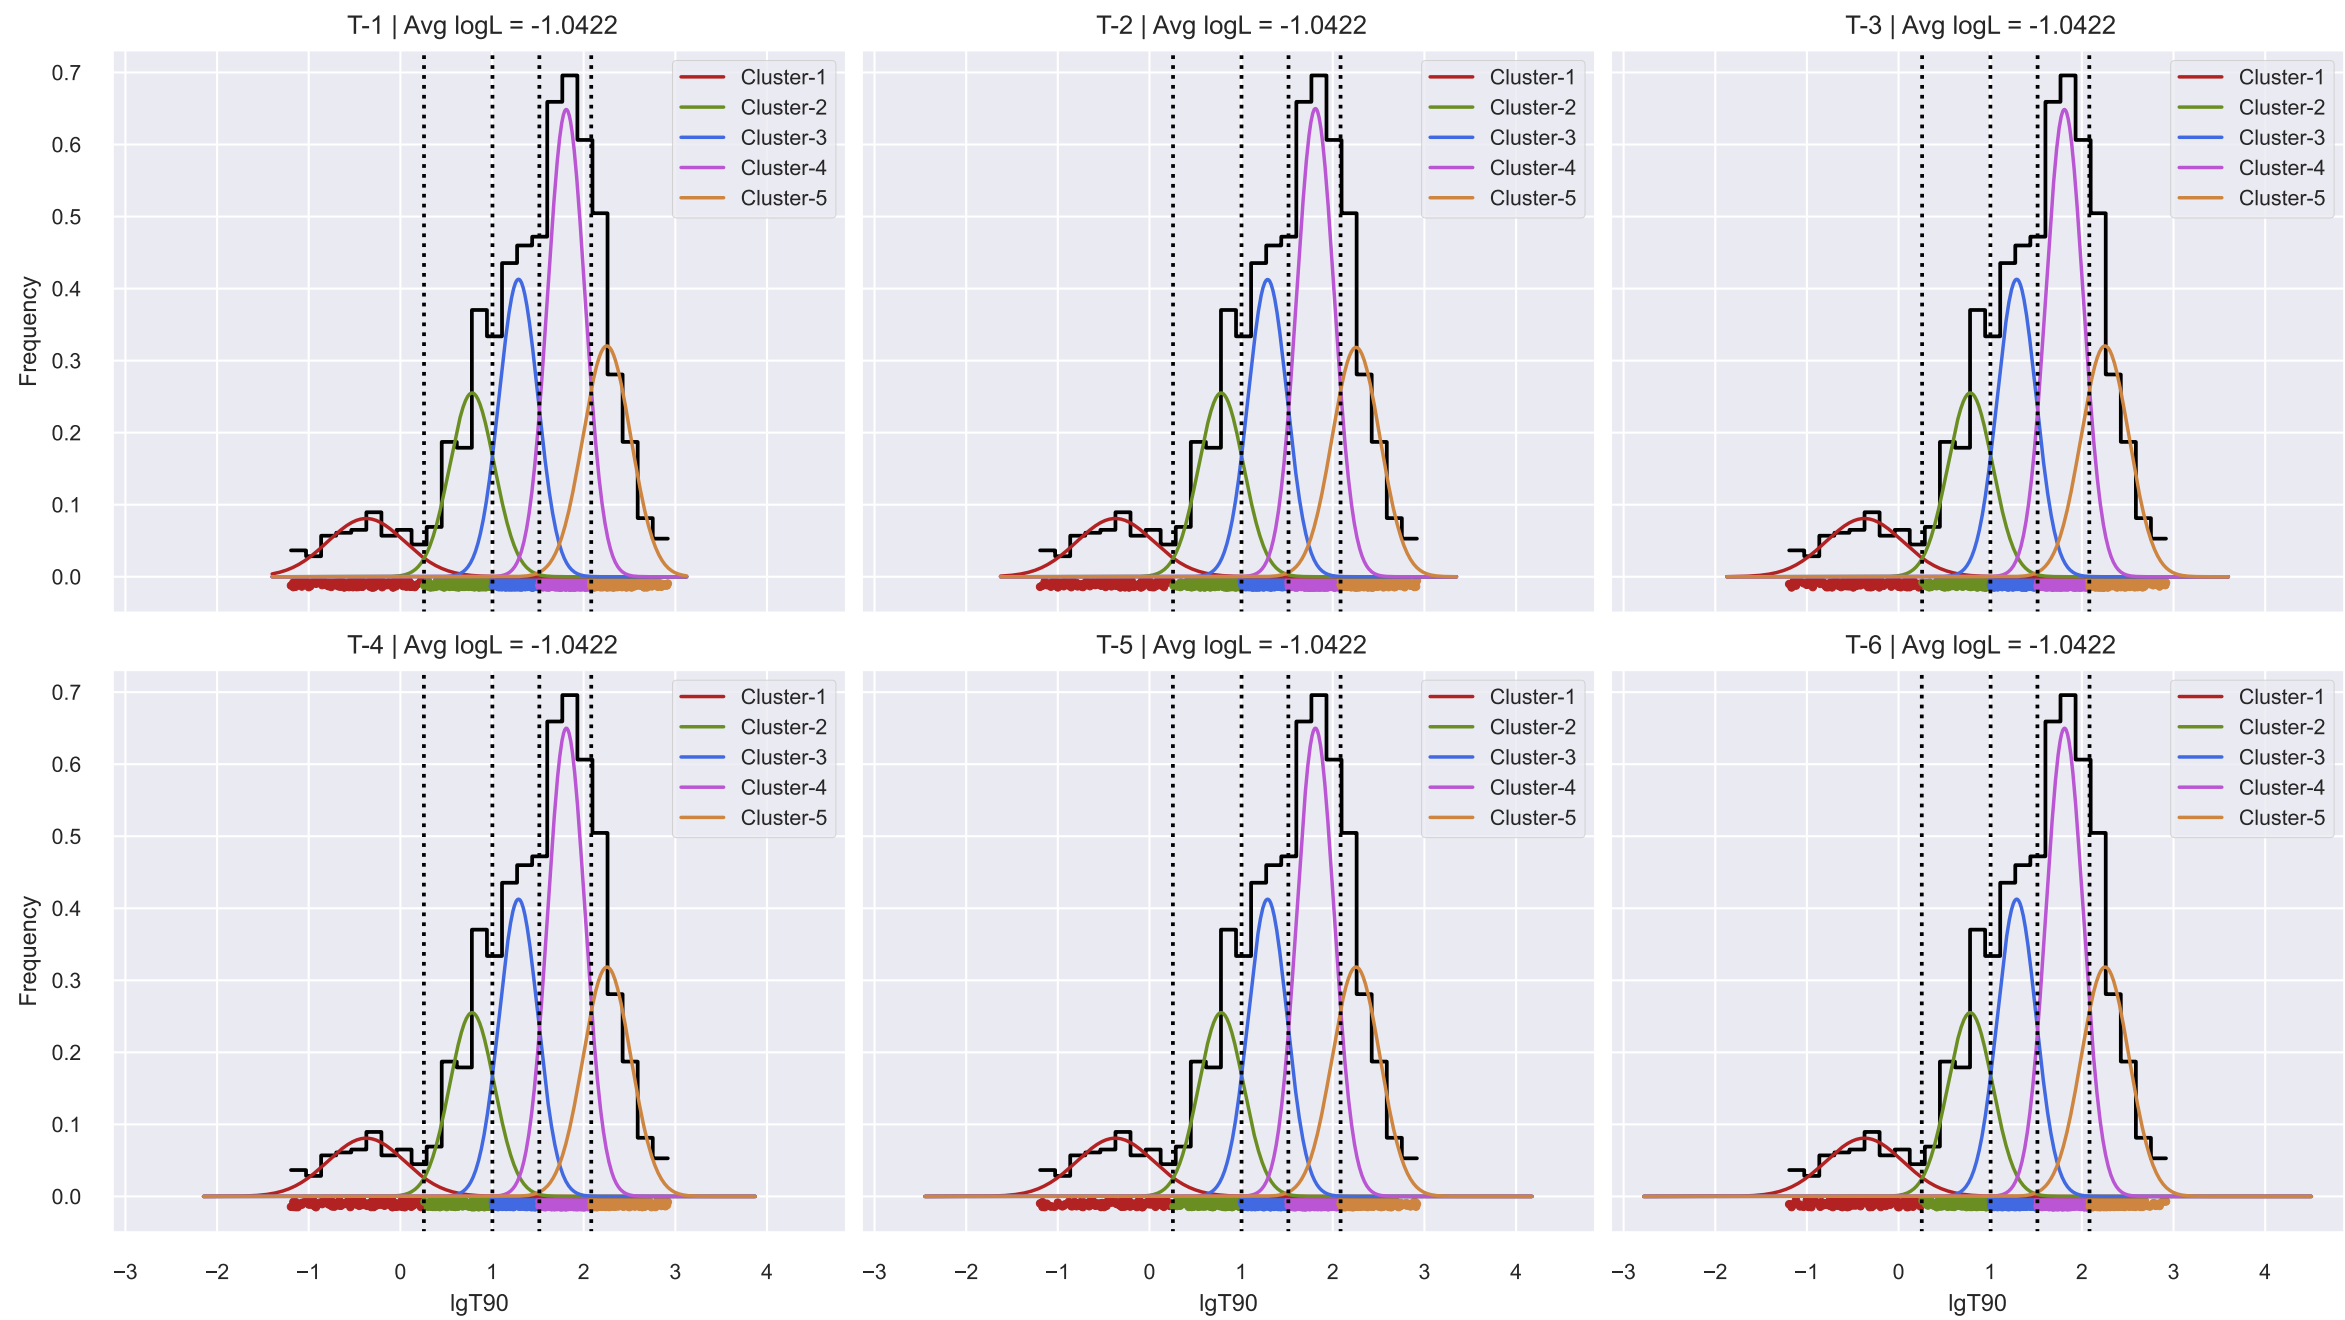 T-1 | Avg logL = -1.0422
T-2 | Avg logL = -1.0422
T-3 | Avg logL = -1.0422
Frequency
0.7
0.6
0.5
0.4
0.3
0.2
0.1
0.0
Cluster-1
Cluster-2
Cluster-3
Cluster-4
Cluster-5
Cluster-1
Cluster-2
Cluster-3
Cluster-4
Cluster-5
Cluster-1
Cluster-2
Cluster-3
Cluster-4
Cluster-5
T-4 | Avg logL = -1.0422
T-5 | Avg logL = -1.0422
T-6 | Avg logL = -1.0422
Frequency
0.7
0.6
0.5
0.4
0.3
0.2
0.1
0.0
Cluster-1
Cluster-2
Cluster-3
Cluster-4
Cluster-5
Cluster-1
Cluster-2
Cluster-3
Cluster-4
Cluster-5
Cluster-1
Cluster-2
Cluster-3
Cluster-4
Cluster-5
−3 −2 −1 0 1 2 3 4
−3 −2 −1 0 1 2 3 4
−3 −2 −1 0 1 2 3 4
lgT90
lgT90
lgT90